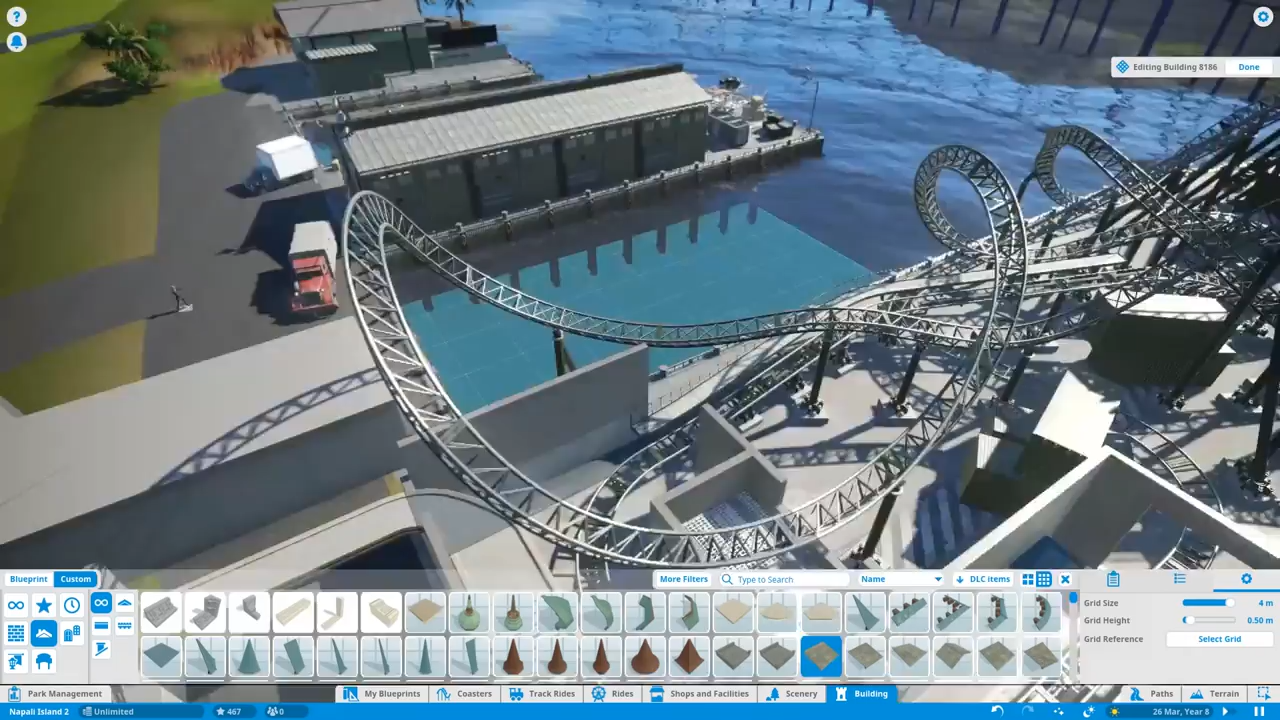 ?
Editing Building 8186 Done
Blueprint Custom
More Filters Type to Search Name DLC items
Grid Size 4 m
Grid Height 0.50 m
Grid Reference Select Grid
Park Management My Blueprints Coasters Track Rides Rides Shops and Facilities Scenery Building Paths Terrain
Napali Island 2 Unlimited 467 0 26 Mar, Year 8